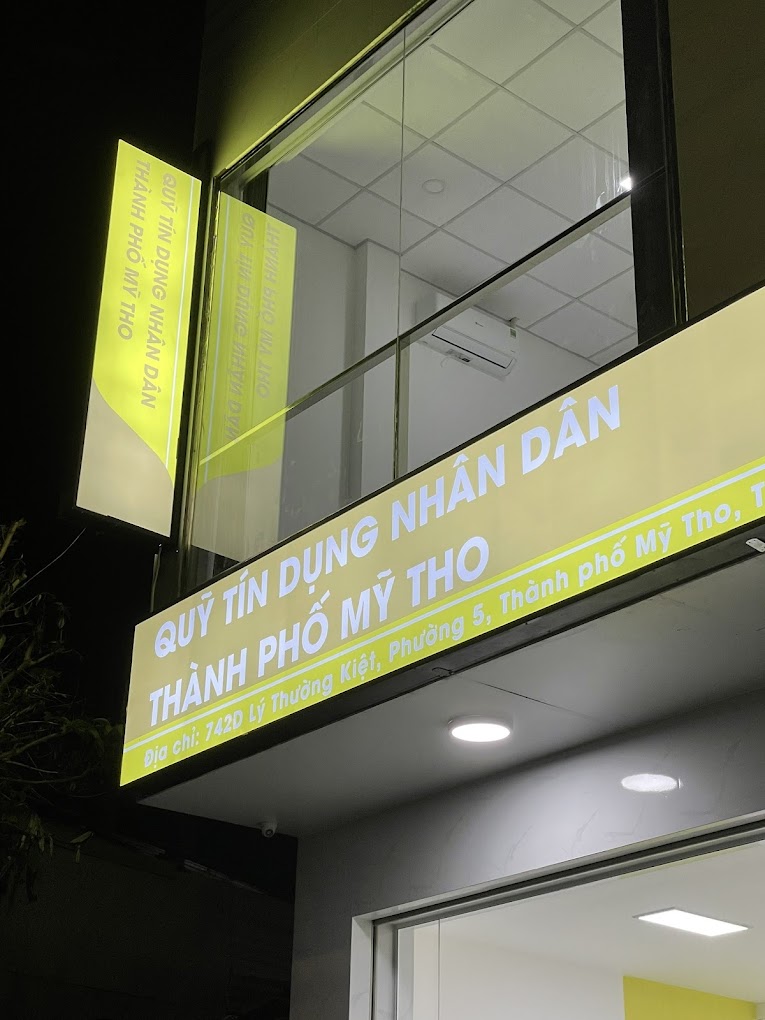 QUỸ TÍN DỤNG NHÂN DÂN
THÀNH PHỐ MỸ THO
QUỸ TÍN DỤNG NHÂN DÂN
THÀNH PHỐ MỸ THO
Địa chỉ: 742D Lý Thường Kiệt, Phường 5, Thành phố Mỹ Tho, T